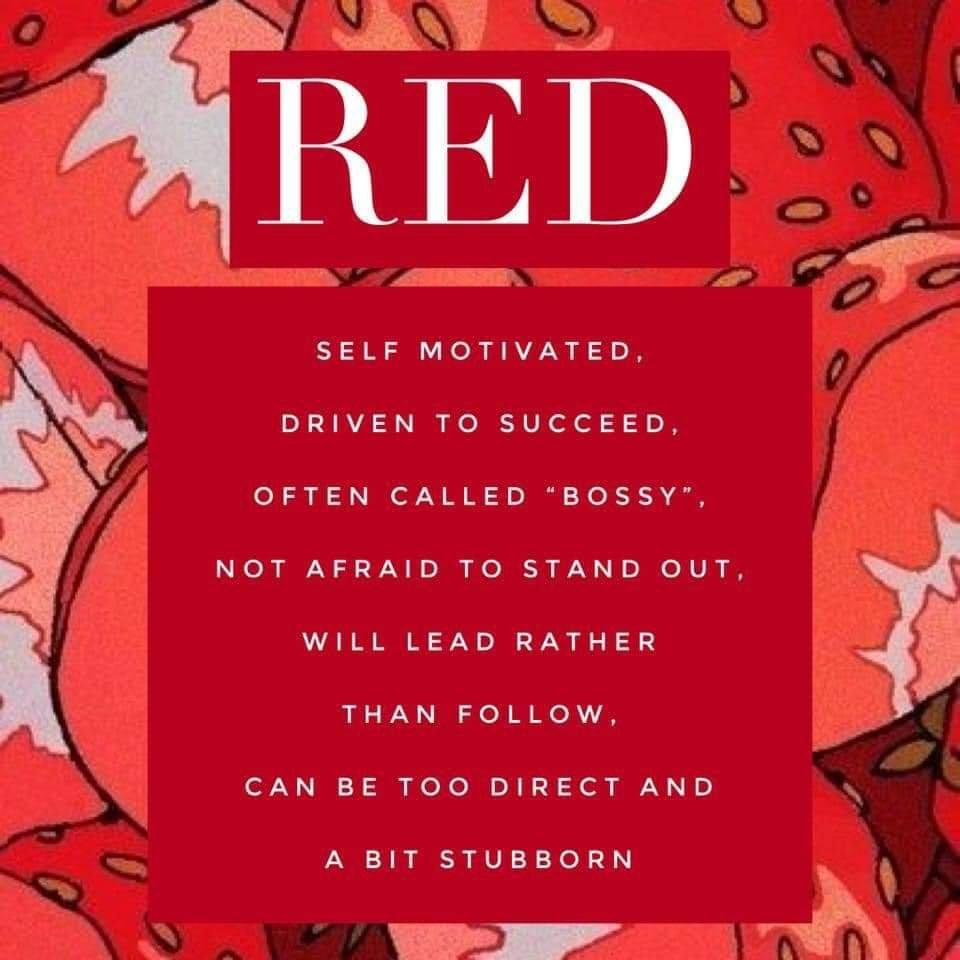 RED
SELF MOTIVATED,
DRIVEN TO SUCCEED,
OFTEN CALLED “BOSSY”,
NOT AFRAID TO STAND OUT,
WILL LEAD RATHER
THAN FOLLOW,
CAN BE TOO DIRECT AND
A BIT STUBBORN